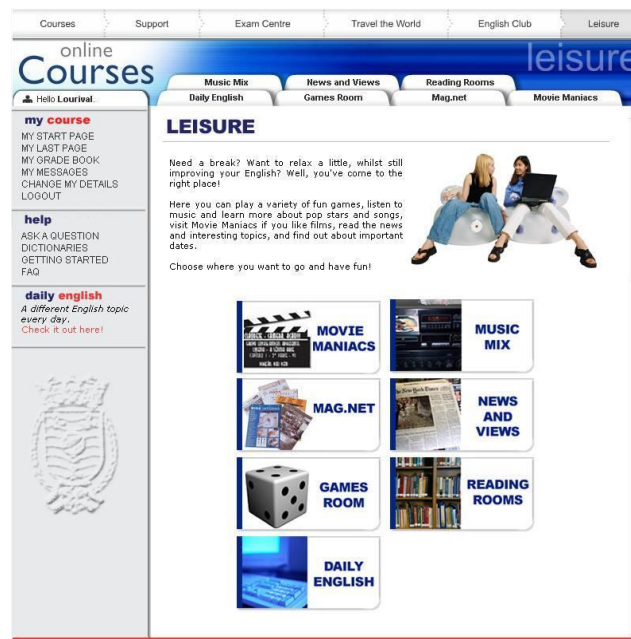 Courses Support Exam Centre Travel the World English Club Leisure
online
Courses
leisure
Music Mix News and Views Reading Rooms
Hello Lourival.
Daily English Games Room Mag.net Movie Maniacs
my course
MY START PAGE
MY LAST PAGE
MY GRADE BOOK
MY MESSAGES
CHANGE MY DETAILS
LOGOUT
help
ASK A QUESTION
DICTIONARIES
GETTING STARTED
FAQ
daily english
A different English topic
every day.
Check it out here!
LEISURE
Need a break? Want to relax a little, whilst still
improving your English? Well, you've come to the
right place!
Here you can play a variety of fun games, listen to
music and learn more about pop stars and songs,
visit Movie Maniacs if you like films, read the news
and interesting topics, and find out about important
dates.
Choose where you want to go and have fun!
MOVIE
MANIACS
MUSIC
MIX
MAG.NET
The New York Times
NEWS
AND
VIEWS
GAMES
ROOM
READING
ROOMS
DAILY
ENGLISH